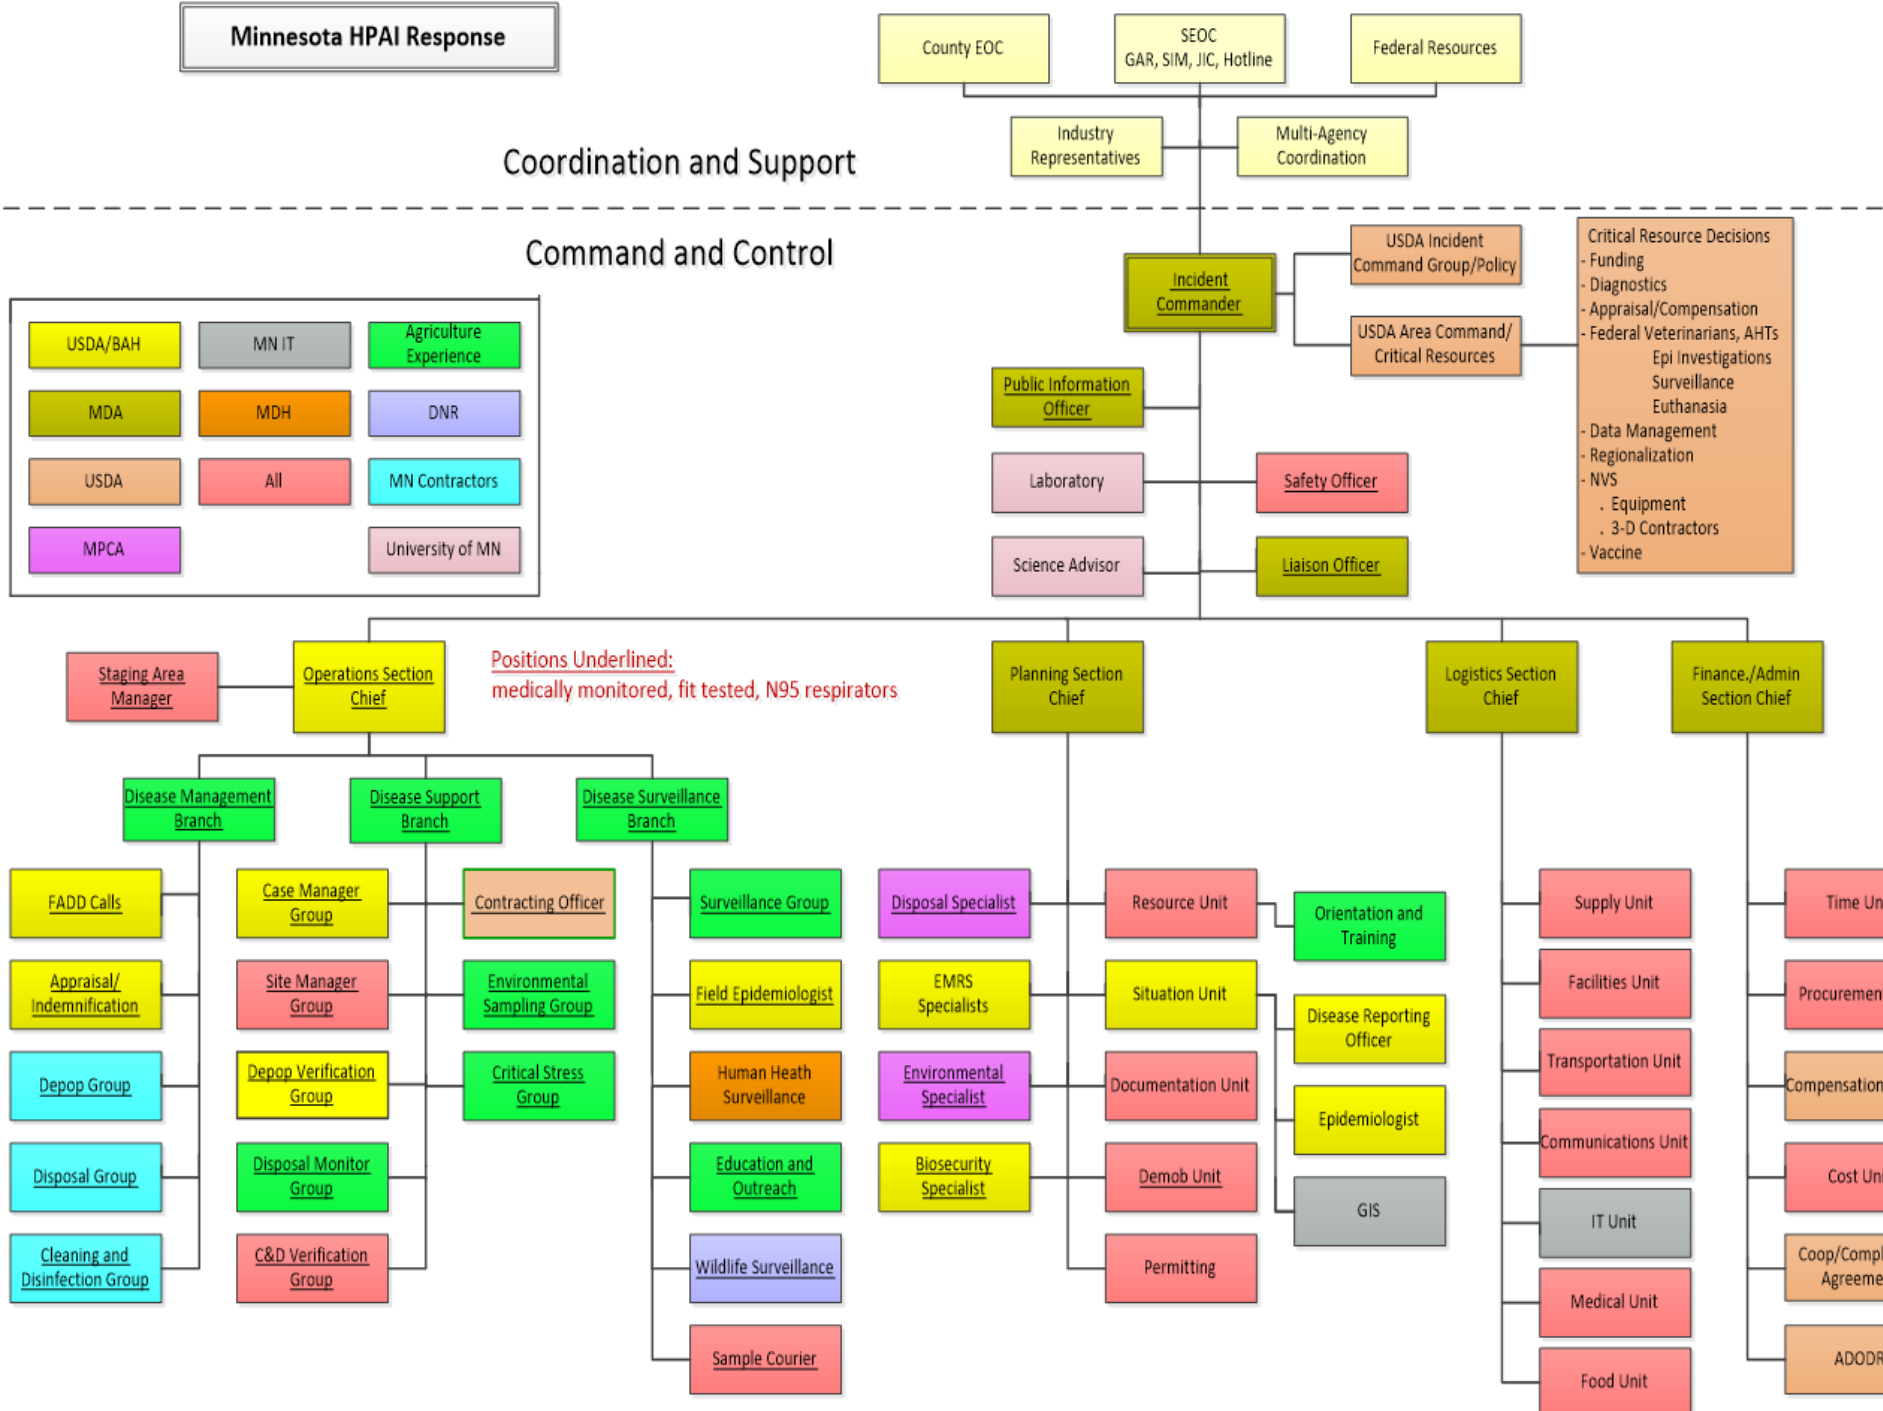 Minnesota HPAI Response
County EOC
SEOC
GAR, SIM, JIC, Hotline
Federal Resources
Industry
Representatives
Multi-Agency
Coordination
Coordination and Support
Command and Control
USDA/BAH
MN IT
Agriculture
Experience
MDA
MDH
DNR
USDA
All
MN Contractors
MPCA
University of MN
Incident
Commander
USDA Incident
Command Group/Policy
USDA Area Command/
Critical Resources
Critical Resource Decisions
- Funding
- Diagnostics
- Appraisal/Compensation
- Federal Veterinarians, AHTs
Epi Investigations
Surveillance
Euthanasia
- Data Management
- Regionalization
- NVS
. Equipment
. 3-D Contractors
- Vaccine
Public Information
Officer
Laboratory
Safety Officer
Science Advisor
Liaison Officer
Staging Area
Manager
Operations Section
Chief
Positions Underlined:
medically monitored, fit tested, N95 respirators
Planning Section
Chief
Logistics Section
Chief
Finance./Admin
Section Chief
Disease Management
Branch
Disease Support
Branch
Disease Surveillance
Branch
FADD Calls
Appraisal/
Indemnification
Depop Group
Disposal Group
Cleaning and
Disinfection Group
Case Manager
Group
Site Manager
Group
Depop Verification
Group
Disposal Monitor
Group
C&D Verification
Group
Contracting Officer
Environmental
Sampling Group
Critical Stress
Group
Surveillance Group
Field Epidemiologist
Human Heath
Surveillance
Education and
Outreach
Wildlife Surveillance
Sample Courier
Disposal Specialist
EMRS
Specialists
Environmental
Specialist
Biosecurity
Specialist
Resource Unit
Situation Unit
Documentation Unit
Demob Unit
Permitting
Orientation and
Training
Disease Reporting
Officer
Epidemiologist
GIS
Supply Unit
Facilities Unit
Transportation Unit
Communications Unit
IT Unit
Medical Unit
Food Unit
Time Un
Procurement
Compensation
Cost Uni
Coop/Compl
Agreeme
ADODR